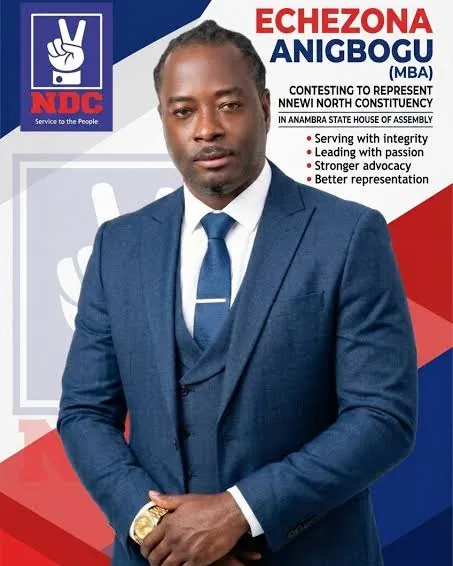 NDC
Service to the People
ECHEZONA
ANIGBOGU
(MBA)
CONTESTING TO REPRESENT
NNEWI NORTH CONSTITUENCY
IN ANAMBRA STATE HOUSE OF ASSEMBLY
• Serving with integrity
• Leading with passion
• Stronger advocacy
• Better representation